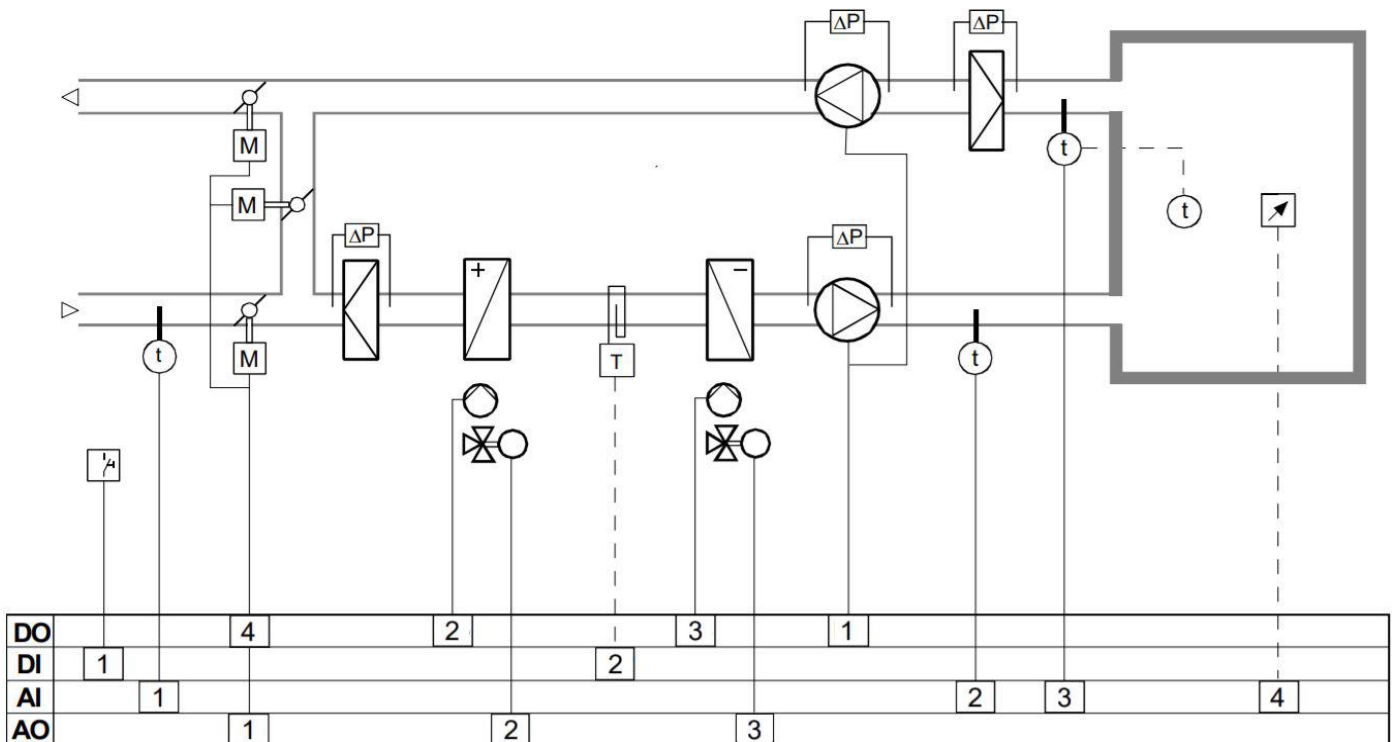 ΔP ΔP
M
t
M t
ΔP ΔP
+ −
t M T t
DO 4 2 3 1
DI 1 2
AI 1 2 3 4
AO 1 2 3